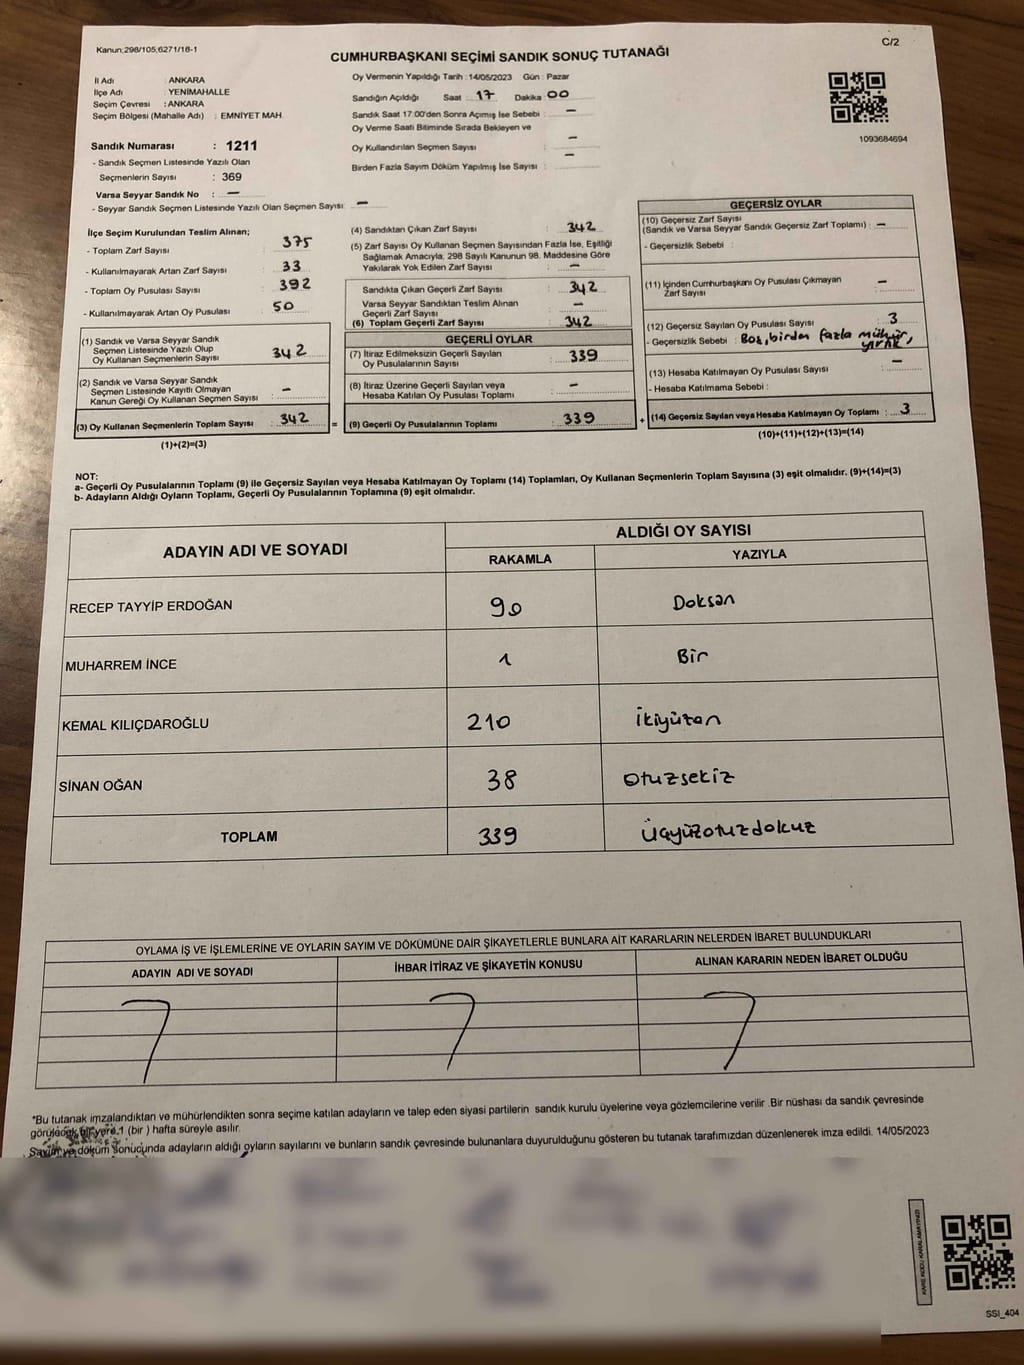 Kanun:298/105,6271/18-1
C/2
CUMHURBAŞKANI SEÇİMİ SANDIK SONUÇ TUTANAĞI
İl Adı : ANKARA
İlçe Adı : YENİMAHALLE
Seçim Çevresi : ANKARA
Seçim Bölgesi (Mahalle Adı) : EMNİYET MAH.
Sandık Numarası : 1211
- Sandık Seçmen Listesinde Yazılı Olan
Seçmenlerin Sayısı : 369
Varsa Seyyar Sandık No : —
- Seyyar Sandık Seçmen Listesinde Yazılı Olan Seçmen Sayısı: —
Oy Vermenin Yapıldığı Tarih : 14/05/2023 Gün : Pazar
Sandığın Açıldığı Saat : 17 Dakika : 00
Sandık Saat 17:00'den Sonra Açımış İse Sebebi : —
Oy Verme Saati Bitiminde Sırada Bekleyen ve
Oy Kullandırılan Seçmen Sayısı : —
Birden Fazla Sayım Döküm Yapılmış İse Sayısı : —
1093684694
İlçe Seçim Kurulundan Teslim Alınan;
- Toplam Zarf Sayısı : 375
- Kullanılmayarak Artan Zarf Sayısı : 33
- Toplam Oy Pusulası Sayısı : 392
- Kullanılmayarak Artan Oy Pusulası : 50
(1) Sandık ve Varsa Seyyar Sandık
Seçmen Listesinde Yazılı Olup
Oy Kullanan Seçmenlerin Sayısı : 342
(2) Sandık ve Varsa Seyyar Sandık
Seçmen Listesinde Kayıtlı Olmayan
Kanun Gereği Oy Kullanan Seçmen Sayısı : —
(3) Oy Kullanan Seçmenlerin Toplam Sayısı : 342
(1)+(2)=(3)
(4) Sandıktan Çıkan Zarf Sayısı : 342
(5) Zarf Sayısı Oy Kullanan Seçmen Sayısından Fazla İse, Eşitliği
Sağlamak Amacıyla, 298 Sayılı Kanunun 98. Maddesine Göre
Yakılarak Yok Edilen Zarf Sayısı : —
Sandıkta Çıkan Geçerli Zarf Sayısı : 342
Varsa Seyyar Sandıktan Teslim Alınan
Geçerli Zarf Sayısı : —
(6) Toplam Geçerli Zarf Sayısı : 342
GEÇERLİ OYLAR
(7) İtiraz Edilmeksizin Geçerli Sayılan
Oy Pusulalarının Sayısı : 339
(8) İtiraz Üzerine Geçerli Sayılan veya
Hesaba Katılan Oy Pusulası Toplamı : —
= (9) Geçerli Oy Pusulalarının Toplamı : 339
GEÇERSİZ OYLAR
(10) Geçersiz Zarf Sayısı
(Sandık ve Varsa Seyyar Sandık Geçersiz Zarf Toplamı) : —
- Geçersizlik Sebebi :
(11) İçinden Cumhurbaşkanı Oy Pusulası Çıkmayan
Zarf Sayısı : —
(12) Geçersiz Sayılan Oy Pusulası Sayısı : 3
- Geçersizlik Sebebi : Boş, birden fazla mühür,
yırtık
(13) Hesaba Katılmayan Oy Pusulası Sayısı : —
- Hesaba Katılmama Sebebi :
+ (14) Geçersiz Sayılan veya Hesaba Katılmayan Oy Toplamı : 3
(10)+(11)+(12)+(13)=(14)
NOT:
a- Geçerli Oy Pusulalarının Toplamı (9) ile Geçersiz Sayılan veya Hesaba Katılmayan Oy Toplamı (14) Toplamları, Oy Kullanan Seçmenlerin Toplam Sayısına (3) eşit olmalıdır. (9)+(14)=(3)
b- Adayların Aldığı Oyların Toplamı, Geçerli Oy Pusulalarının Toplamına (9) eşit olmalıdır.
ADAYIN ADI VE SOYADI
ALDIĞI OY SAYISI
RAKAMLA YAZIYLA
RECEP TAYYİP ERDOĞAN 90 Doksan
MUHARREM İNCE 1 Bir
KEMAL KILIÇDAROĞLU 210 ikiyüzon
SİNAN OĞAN 38 otuzsekiz
TOPLAM 339 üçyüzotuzdokuz
OYLAMA İŞ VE İŞLEMLERİNE VE OYLARIN SAYIM VE DÖKÜMÜNE DAİR ŞİKAYETLERLE BUNLARA AİT KARARLARIN NELERDEN İBARET BULUNDUKLARI
ADAYIN ADI VE SOYADI İHBAR İTİRAZ VE ŞİKAYETİN KONUSU ALINAN KARARIN NEDEN İBARET OLDUĞU
*Bu tutanak imzalandıktan ve mühürlendikten sonra seçime katılan adayların ve talep eden siyasi partilerin sandık kurulu üyelerine veya gözlemcilerine verilir .Bir nüshası da sandık çevresinde
görülecek bir yere 1 (bir ) hafta süreyle asılır.
Sayım ve döküm sonucunda adayların aldığı oyların sayılarını ve bunların sandık çevresinde bulunanlara duyurulduğunu gösteren bu tutanak tarafımızdan düzenlenerek imza edildi. 14/05/2023
KARE KODU KARALAMAYINIZ!
SSI_404